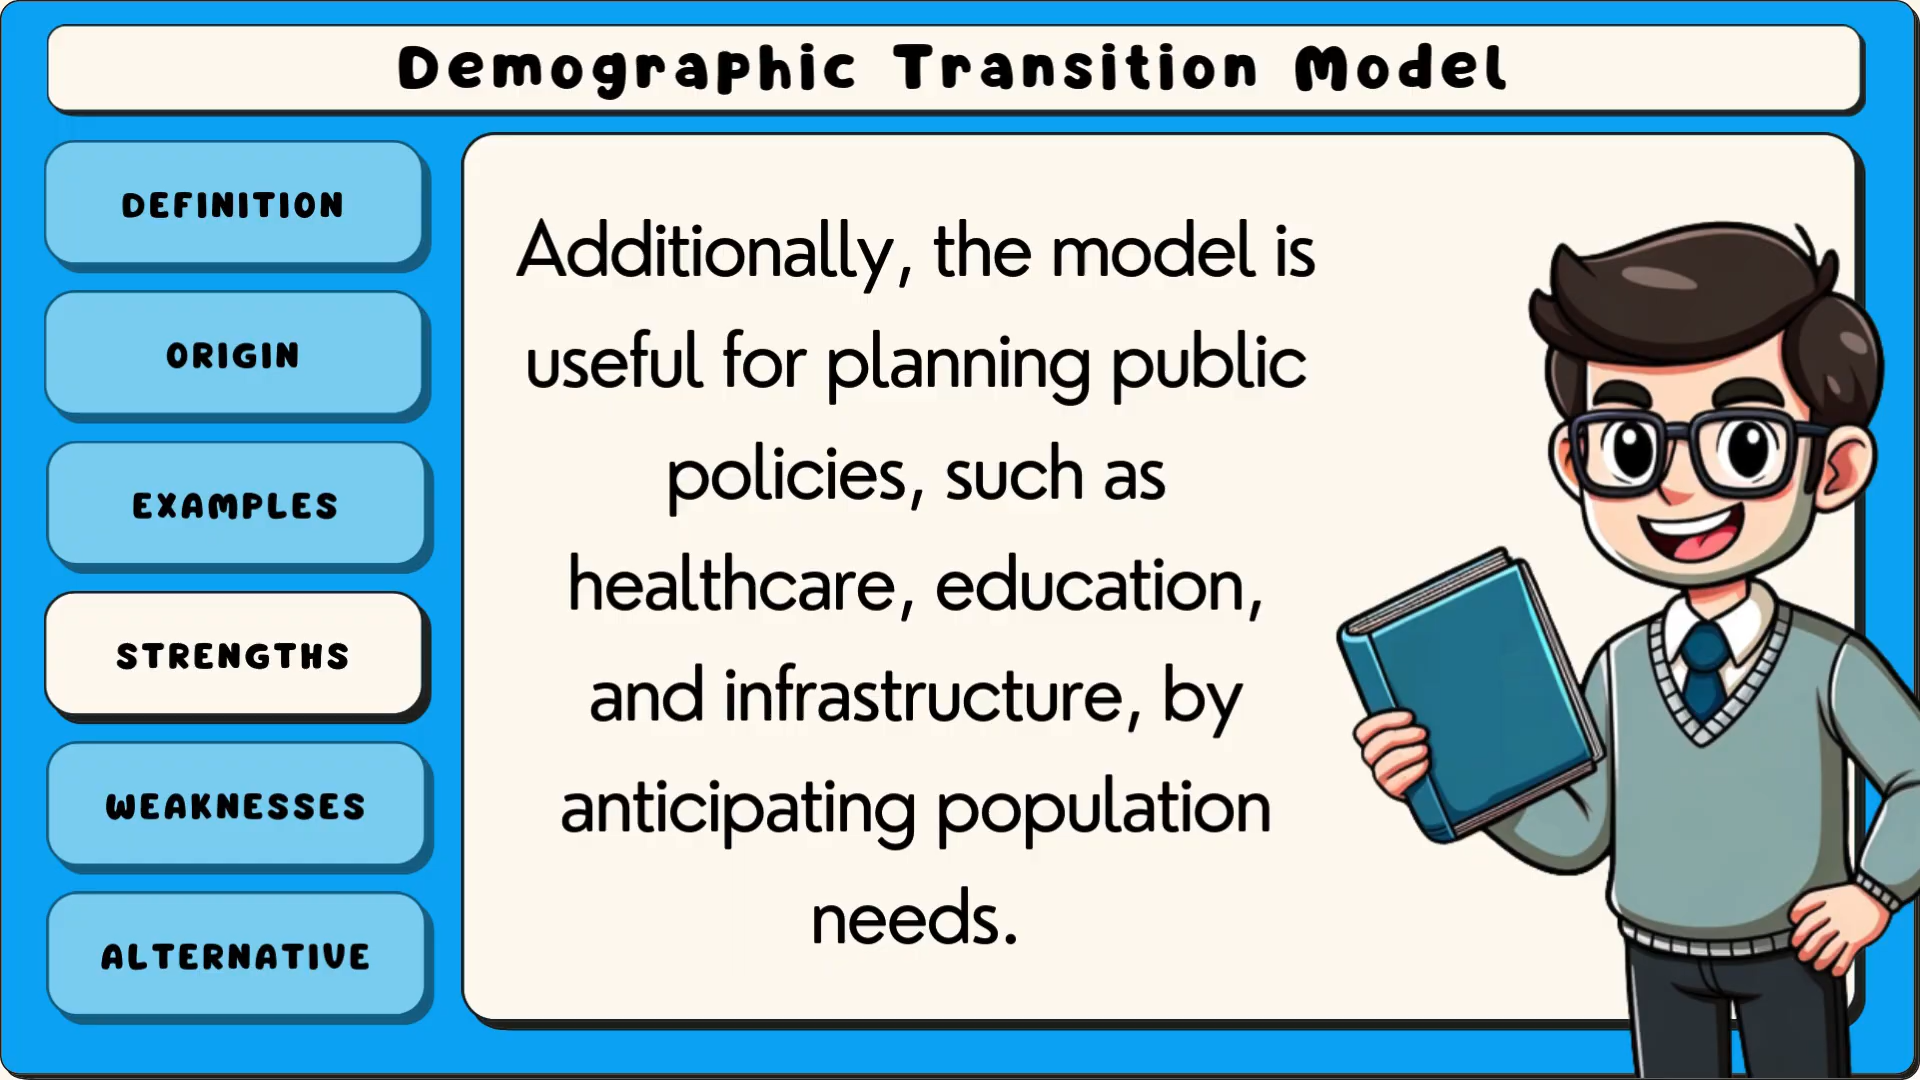 Demographic Transition Model
DEFINITION
ORIGIN
EXAMPLES
STRENGTHS
WEAKNESSES
ALTERNATIVE
Additionally, the model is
useful for planning public
policies, such as
healthcare, education,
and infrastructure, by
anticipating population
needs.